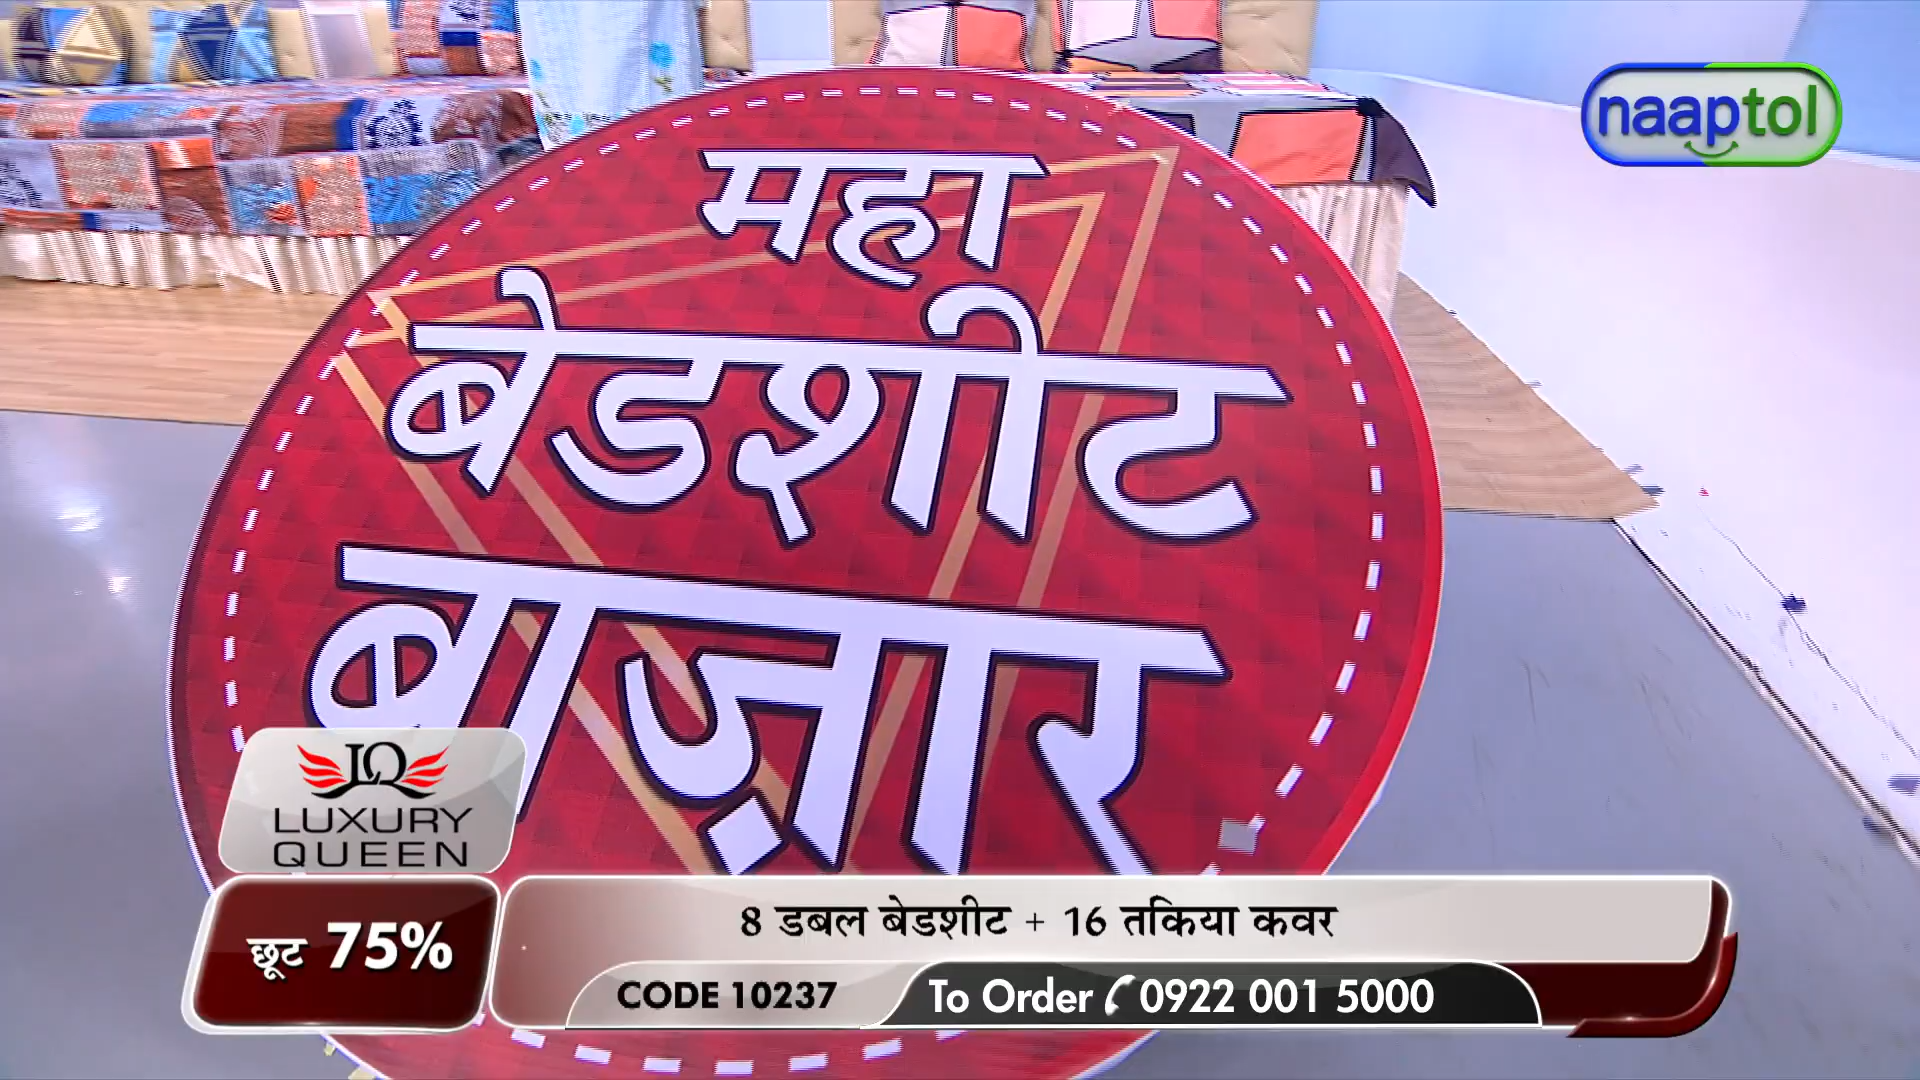 naaptol
महा
बेडशीट
बाज़ार
LQ
LUXURY
QUEEN
छूट 75%
8 डबल बेडशीट + 16 तकिया कवर
CODE 10237
To Order 0922 001 5000